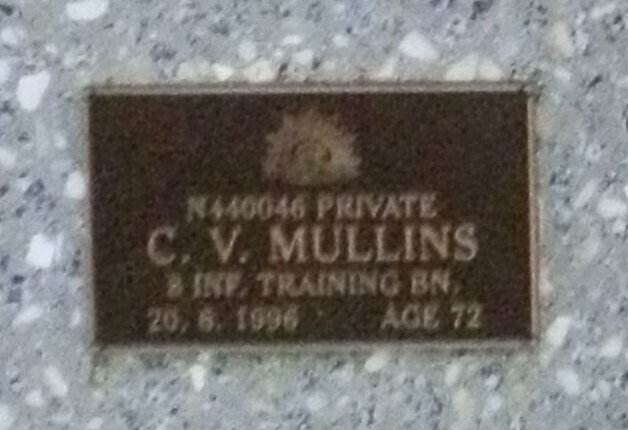 N440046 PRIVATE
C. V. MULLINS
8 INF. TRAINING BN.
20. 6. 1996 AGE 72